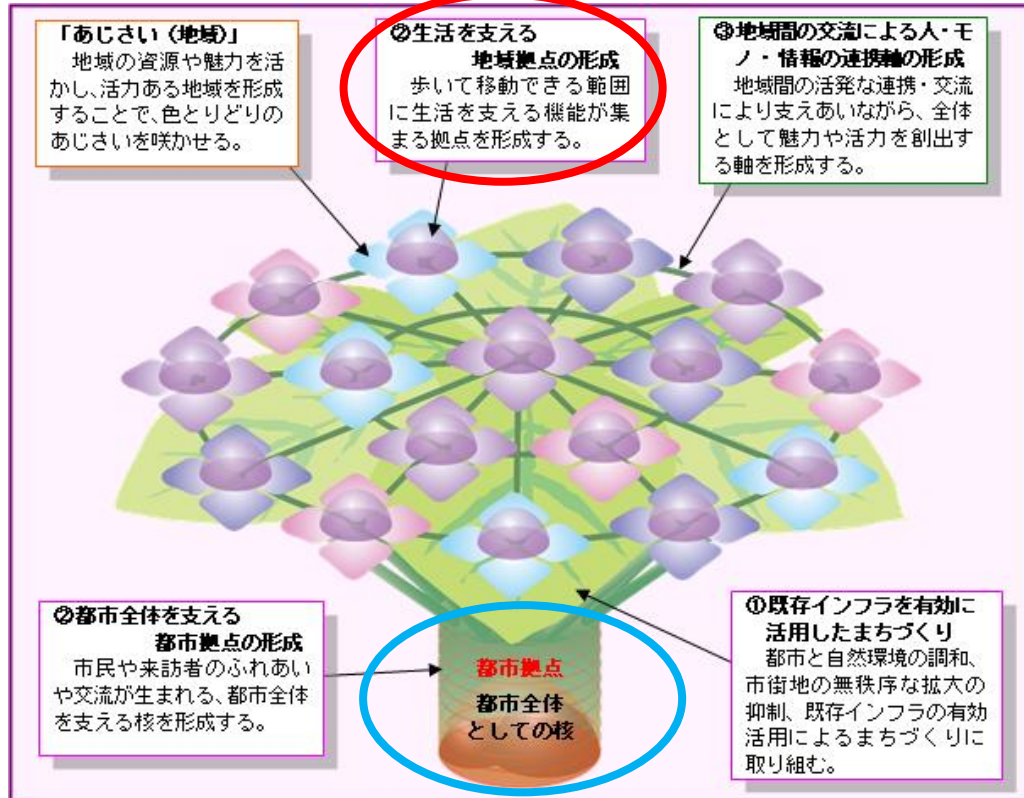 「あじさい（地域）」
地域の資源や魅力を活
かし、活力ある地域を形成
することで、色とりどりの
あじさいを咲かせる。
②生活を支える
地域拠点の形成
歩いて移動できる範囲
に生活を支える機能が集
まる拠点を形成する。
③地域間の交流による人・モ
ノ・情報の連携軸の形成
地域間の活発な連携・交流
により支えあいながら、全体
として魅力や活力を創出す
る軸を形成する。
②都市全体を支える
都市拠点の形成
市民や来訪者のふれあい
や交流が生まれる、都市全体
を支える核を形成する。
都市拠点
都市全体
としての核
①既存インフラを有効に
活用したまちづくり
都市と自然環境の調和、
市街地の無秩序な拡大の
抑制、既存インフラの有効
活用によるまちづくりに
取り組む。